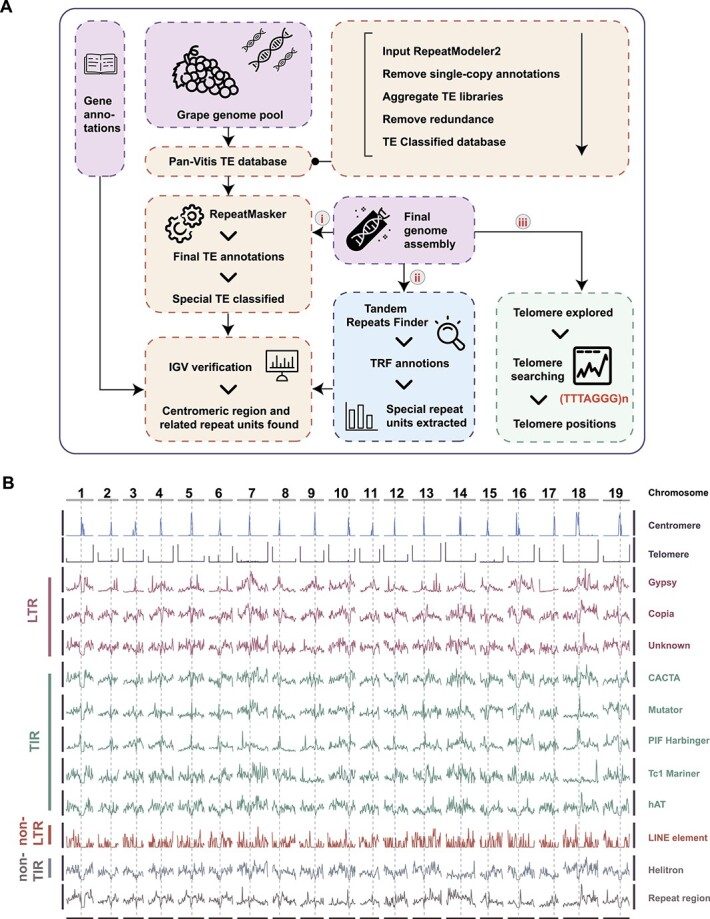 A
Gene
anno-
tations
Grape genome pool
Input RepeatModeler2
Remove single-copy annotations
Aggregate TE libraries
Remove redundance
TE Classified database
Pan-Vitis TE database
RepeatMasker
Final TE annotations
Special TE classified
i
Final
genome
assembly
ii
iii
IGV verification
Centromeric region and
related repeat units found
Tandem
Repeats Finder
TRF annotions
Special repeat
units extracted
Telomere explored
Telomere
searching
(TTTAGGG)n
Telomere positions
B
1 2 3 4 5 6 7 8 9 10 11 12 13 14 15 16 17 18 19 Chromosome
Centromere
Telomere
LTR
Gypsy
Copia
Unknown
TIR
CACTA
Mutator
PIF Harbinger
Tc1 Mariner
hAT
non-
LTR
LINE element
non-
TIR
Helitron
Repeat region